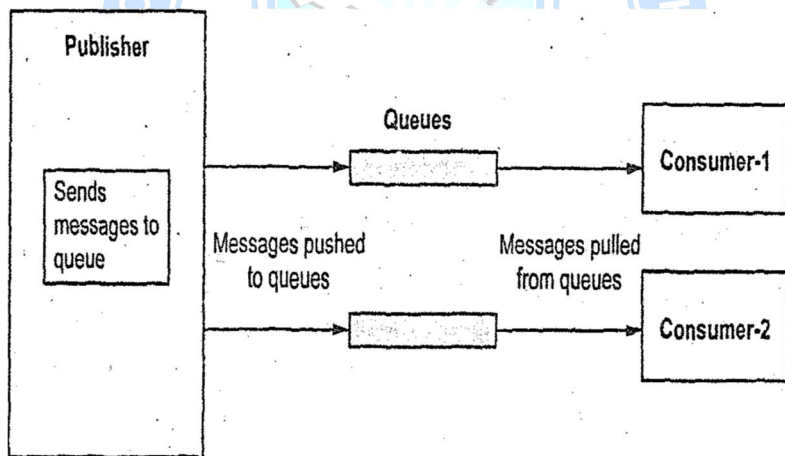 Publisher
Queues
Consumer-1
Sends
messages to
queue
Messages pushed
to queues
Messages pulled
from queues
Consumer-2